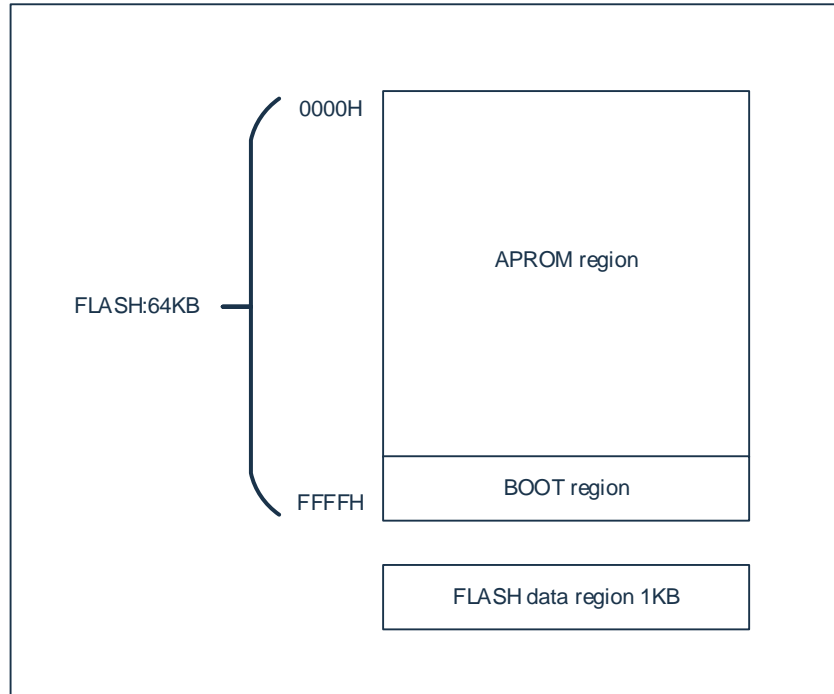 0000H
APROM region
FLASH:64KB
BOOT region
FFFFH
FLASH data region 1KB